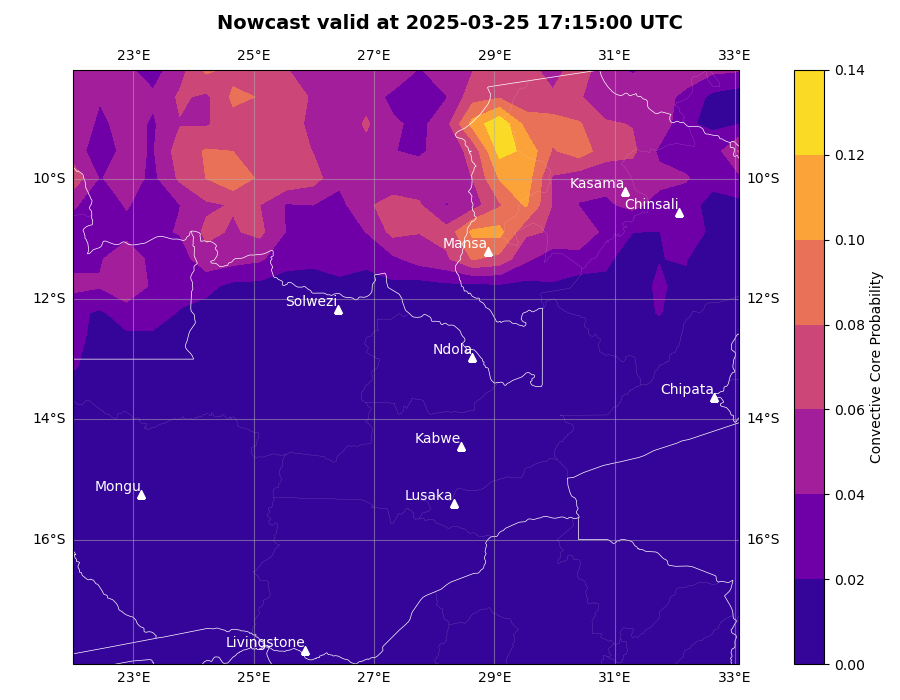 Nowcast valid at 2025-03-25 17:15:00 UTC
23°E 25°E 27°E 29°E 31°E 33°E
0.14
0.12
10°S 10°S
Kasama
Chinsali
0.10
Mansa
12°S 12°S
Solwezi
0.08
Ndola
Chipata
14°S 14°S
0.06
Kabwe
Mongu
Lusaka
0.04
16°S 16°S
0.02
Livingstone
0.00
23°E 25°E 27°E 29°E 31°E 33°E
Convective Core Probability